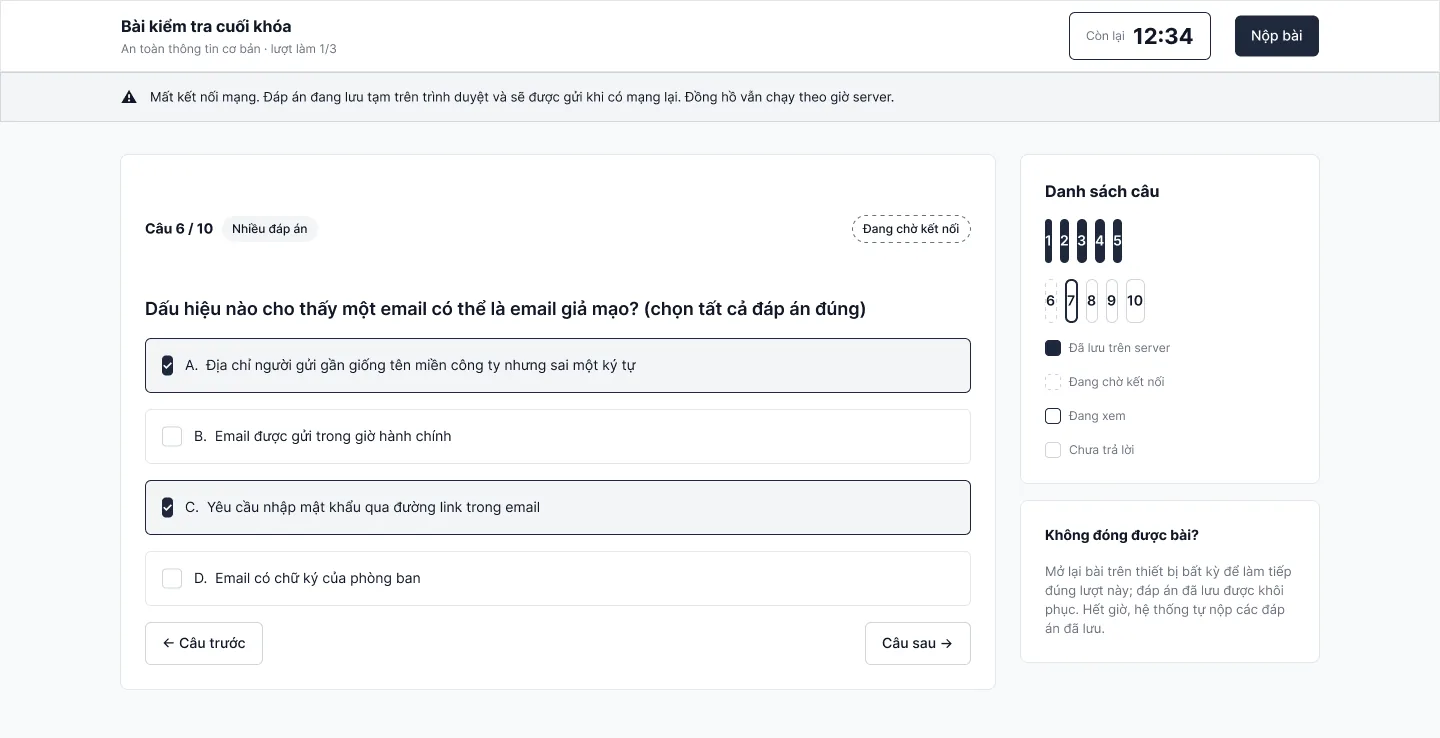 Bài kiểm tra cuối khóa
An toàn thông tin cơ bản · lượt làm 1/3
Còn lại 12:34
Nộp bài
Mất kết nối mạng. Đáp án đang lưu tạm trên trình duyệt và sẽ được gửi khi có mạng lại. Đồng hồ vẫn chạy theo giờ server.
Câu 6 / 10 Nhiều đáp án
Đang chờ kết nối
Dấu hiệu nào cho thấy một email có thể là email giả mạo? (chọn tất cả đáp án đúng)
A. Địa chỉ người gửi gần giống tên miền công ty nhưng sai một ký tự
B. Email được gửi trong giờ hành chính
C. Yêu cầu nhập mật khẩu qua đường link trong email
D. Email có chữ ký của phòng ban
← Câu trước
Câu sau →
Danh sách câu
1 2 3 4 5
6 7 8 9 10
Đã lưu trên server
Đang chờ kết nối
Đang xem
Chưa trả lời
Không đóng được bài?
Mở lại bài trên thiết bị bất kỳ để làm tiếp
đúng lượt này; đáp án đã lưu được khôi
phục. Hết giờ, hệ thống tự nộp các đáp
án đã lưu.